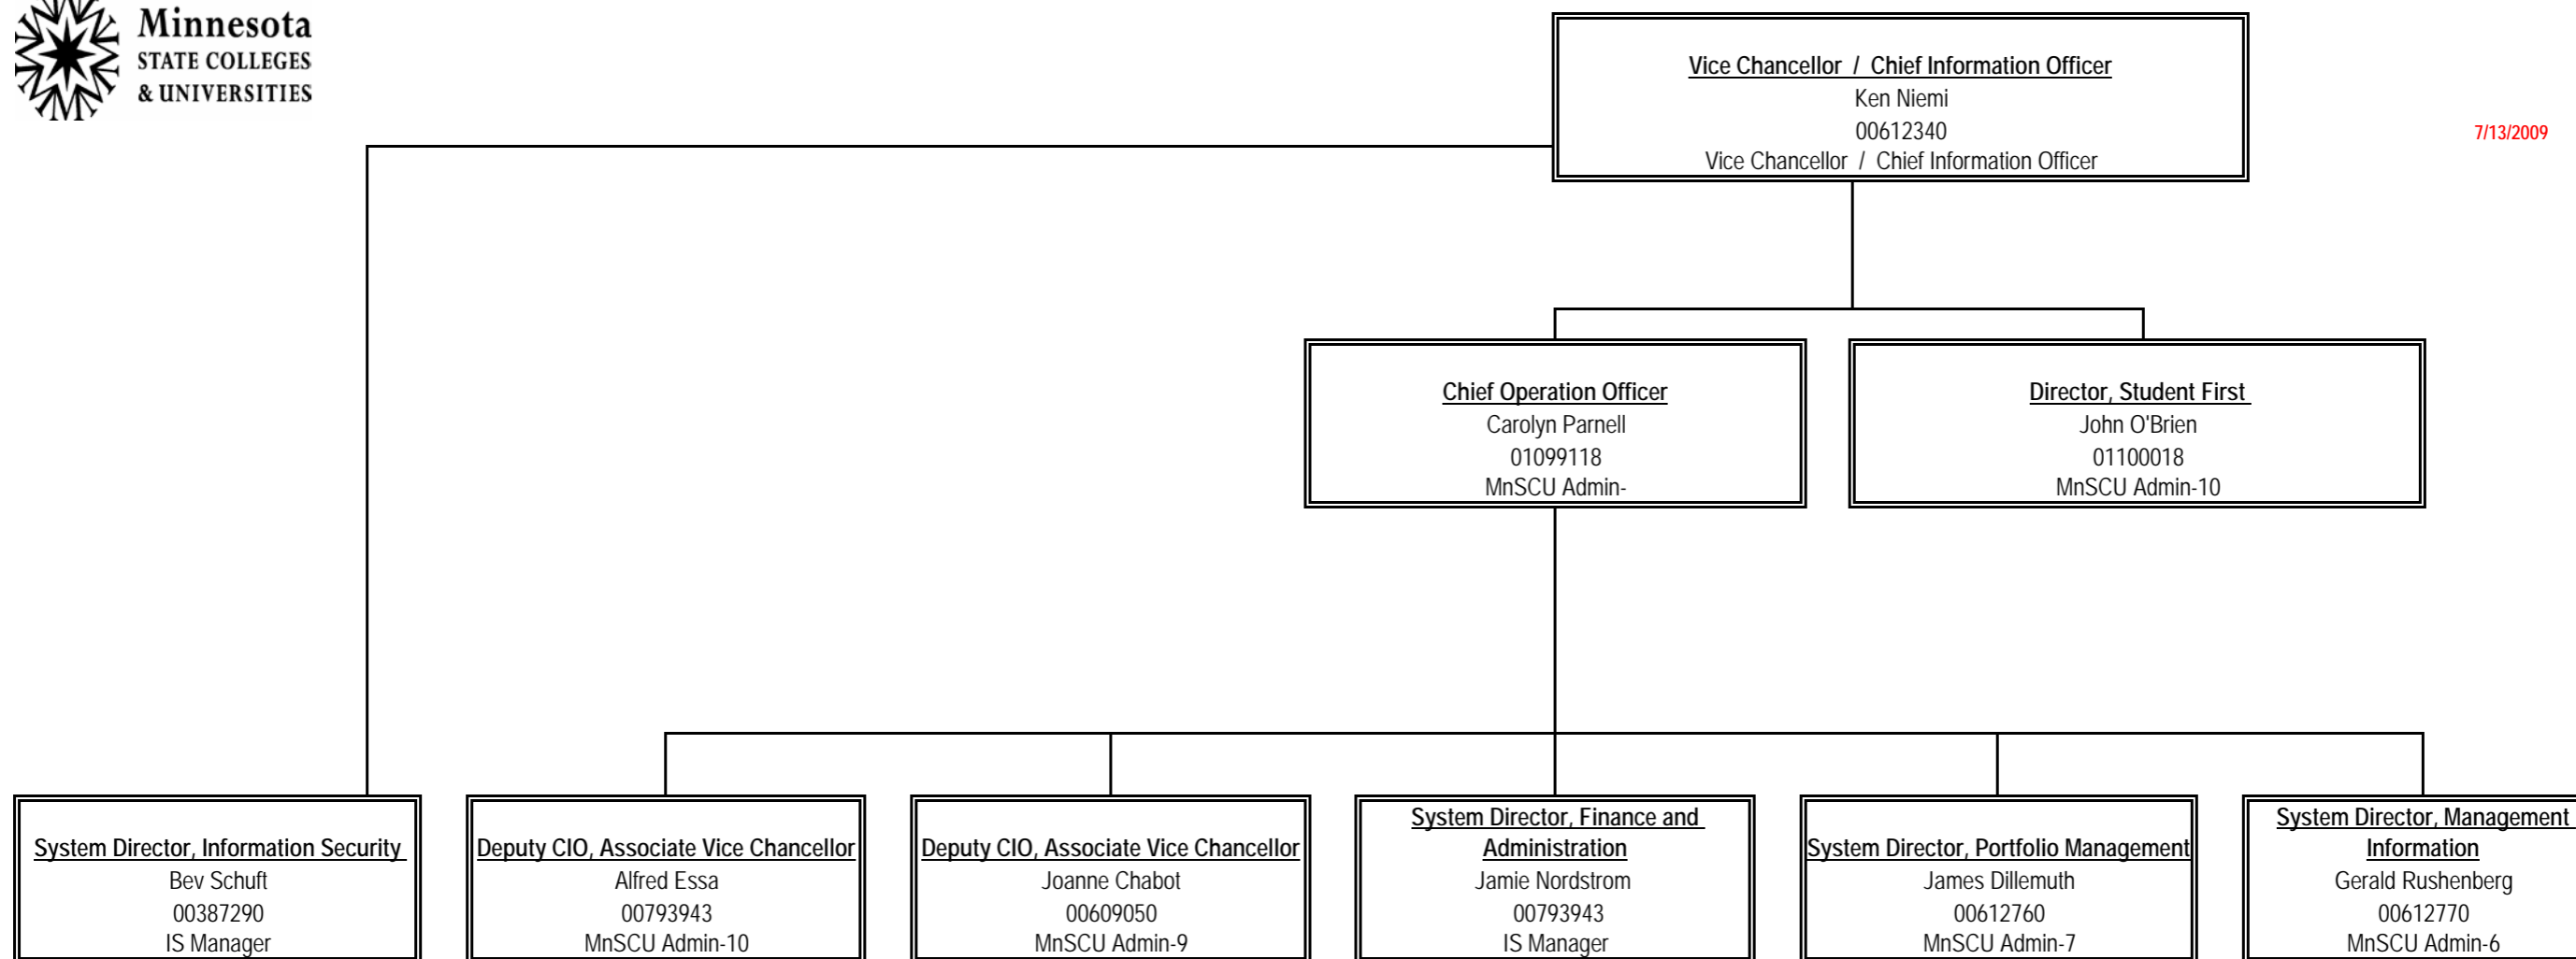 Minnesota
STATE COLLEGES
& UNIVERSITIES
Vice Chancellor / Chief Information Officer
Ken Niemi
00612340
Vice Chancellor / Chief Information Officer
7/13/2009
Chief Operation Officer
Carolyn Parnell
01099118
MnSCU Admin-
Director, Student First
John O'Brien
01100018
MnSCU Admin-10
System Director, Information Security
Bev Schuft
00387290
IS Manager
Deputy CIO, Associate Vice Chancellor
Alfred Essa
00793943
MnSCU Admin-10
Deputy CIO, Associate Vice Chancellor
Joanne Chabot
00609050
MnSCU Admin-9
System Director, Finance and
Administration
Jamie Nordstrom
00793943
IS Manager
System Director, Portfolio Management
James Dillemuth
00612760
MnSCU Admin-7
System Director, Management
Information
Gerald Rushenberg
00612770
MnSCU Admin-6